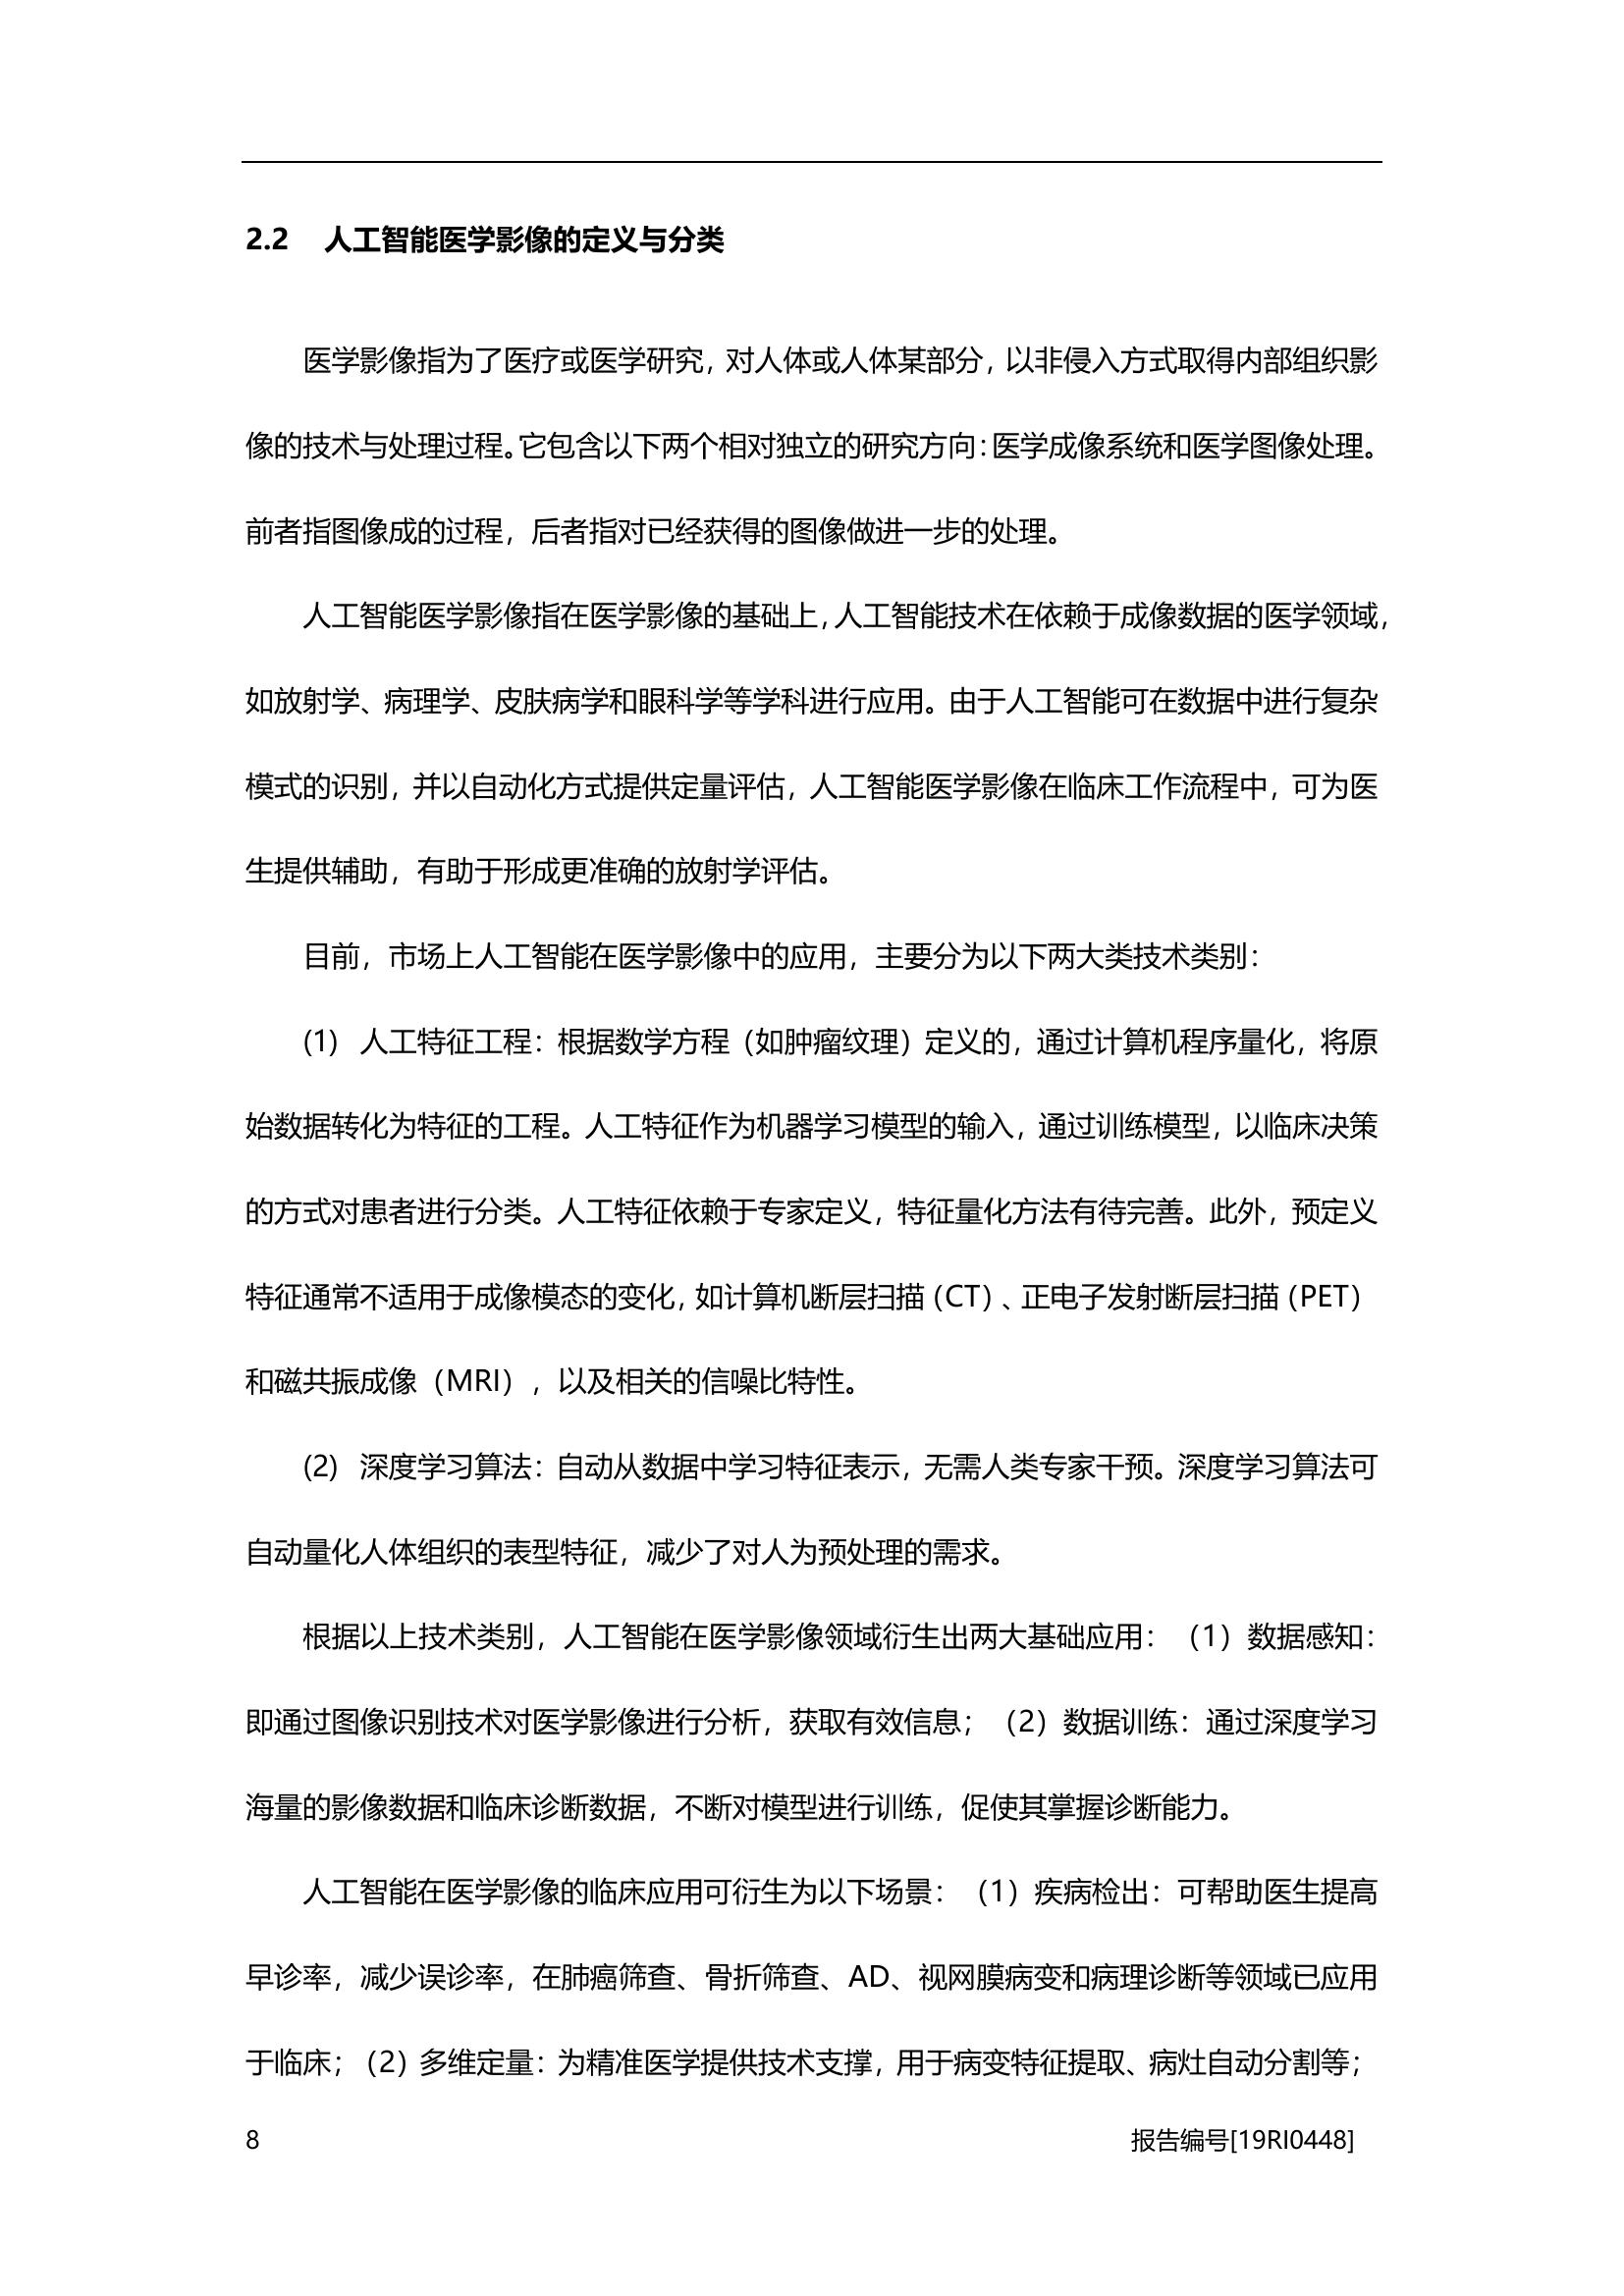 2.2 人工智能医学影像的定义与分类
医学影像指为了医疗或医学研究，对人体或人体某部分，以非侵入方式取得内部组织影
像的技术与处理过程。它包含以下两个相对独立的研究方向：医学成像系统和医学图像处理。
前者指图像成的过程，后者指对已经获得的图像做进一步的处理。
人工智能医学影像指在医学影像的基础上，人工智能技术在依赖于成像数据的医学领域，
如放射学、病理学、皮肤病学和眼科学等学科进行应用。由于人工智能可在数据中进行复杂
模式的识别，并以自动化方式提供定量评估，人工智能医学影像在临床工作流程中，可为医
生提供辅助，有助于形成更准确的放射学评估。
目前，市场上人工智能在医学影像中的应用，主要分为以下两大类技术类别：
(1) 人工特征工程：根据数学方程（如肿瘤纹理）定义的，通过计算机程序量化，将原
始数据转化为特征的工程。人工特征作为机器学习模型的输入，通过训练模型，以临床决策
的方式对患者进行分类。人工特征依赖于专家定义，特征量化方法有待完善。此外，预定义
特征通常不适用于成像模态的变化，如计算机断层扫描（CT）、正电子发射断层扫描（PET）
和磁共振成像（MRI），以及相关的信噪比特性。
(2) 深度学习算法：自动从数据中学习特征表示，无需人类专家干预。深度学习算法可
自动量化人体组织的表型特征，减少了对人为预处理的需求。
根据以上技术类别，人工智能在医学影像领域衍生出两大基础应用：（1）数据感知：
即通过图像识别技术对医学影像进行分析，获取有效信息；（2）数据训练：通过深度学习
海量的影像数据和临床诊断数据，不断对模型进行训练，促使其掌握诊断能力。
人工智能在医学影像的临床应用可衍生为以下场景：（1）疾病检出：可帮助医生提高
早诊率，减少误诊率，在肺癌筛查、骨折筛查、AD、视网膜病变和病理诊断等领域已应用
于临床；（2）多维定量：为精准医学提供技术支撑，用于病变特征提取、病灶自动分割等；
8 报告编号[19RI0448]